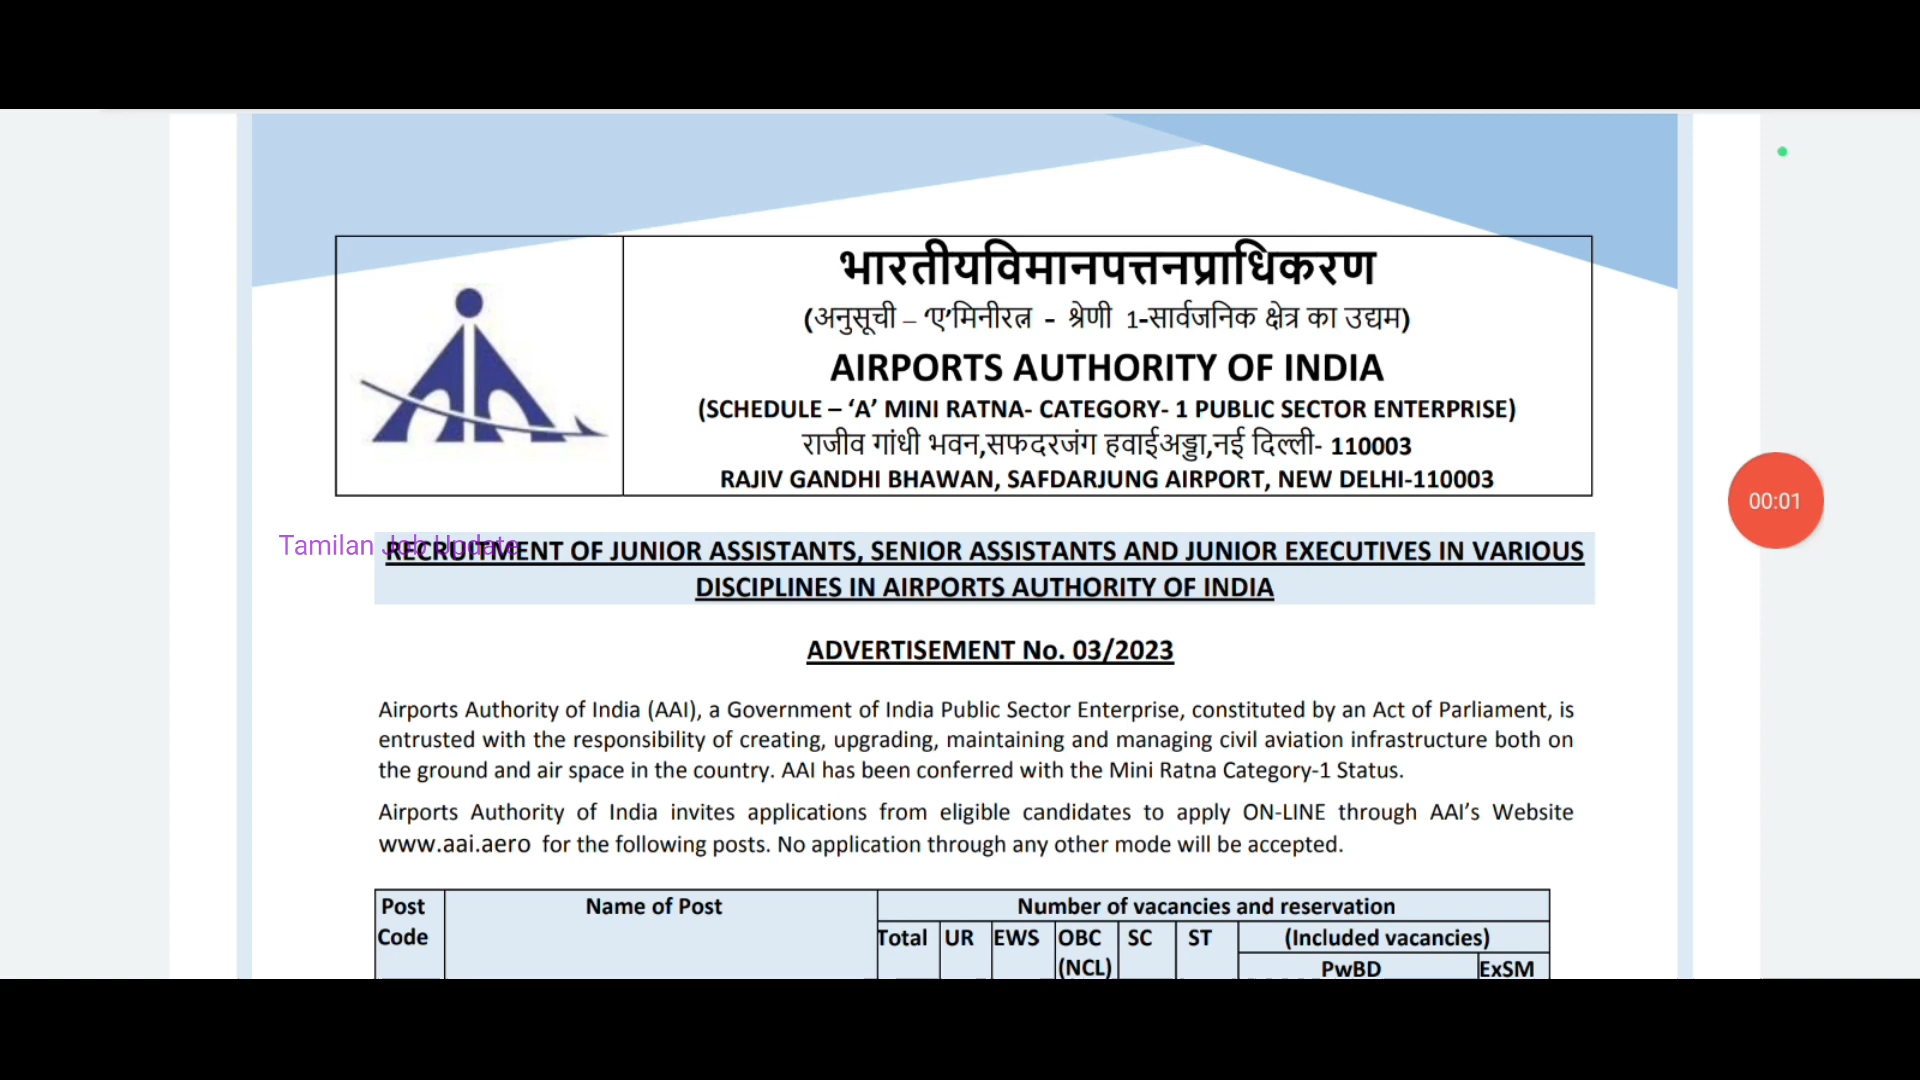 भारतीयविमानपत्तनप्राधिकरण
(अनुसूची – ‘ए’मिनीरत्न - श्रेणी 1-सार्वजनिक क्षेत्र का उद्यम)
AIRPORTS AUTHORITY OF INDIA
(SCHEDULE – ‘A’ MINI RATNA- CATEGORY- 1 PUBLIC SECTOR ENTERPRISE)
राजीव गांधी भवन,सफदरजंग हवाईअड्डा,नई दिल्ली- 110003
RAJIV GANDHI BHAWAN, SAFDARJUNG AIRPORT, NEW DELHI-110003
00:01
Tamilan Job Update
RECRUITMENT OF JUNIOR ASSISTANTS, SENIOR ASSISTANTS AND JUNIOR EXECUTIVES IN VARIOUS
DISCIPLINES IN AIRPORTS AUTHORITY OF INDIA
ADVERTISEMENT No. 03/2023
Airports Authority of India (AAI), a Government of India Public Sector Enterprise, constituted by an Act of Parliament, is
entrusted with the responsibility of creating, upgrading, maintaining and managing civil aviation infrastructure both on
the ground and air space in the country. AAI has been conferred with the Mini Ratna Category-1 Status.
Airports Authority of India invites applications from eligible candidates to apply ON-LINE through AAI’s Website
www.aai.aero for the following posts. No application through any other mode will be accepted.
Post Name of Post Number of vacancies and reservation
Code Total UR EWS OBC SC ST (Included vacancies)
(NCL) PwBD ExSM